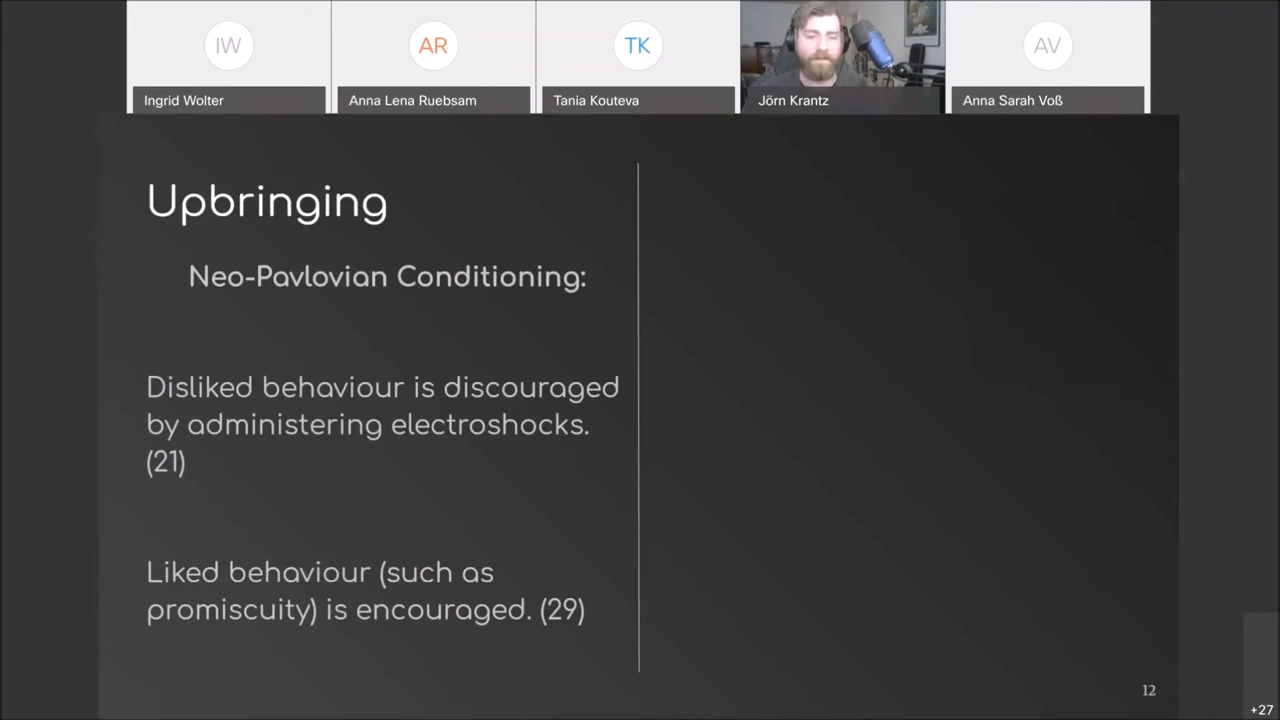 IW
AR
TK
AV
Ingrid Wolter
Anna Lena Ruebsam
Tania Kouteva
Jörn Krantz
Anna Sarah Voß
Upbringing
Neo-Pavlovian Conditioning:
Disliked behaviour is discouraged
by administering electroshocks.
(21)
Liked behaviour (such as
promiscuity) is encouraged. (29)
12
+27